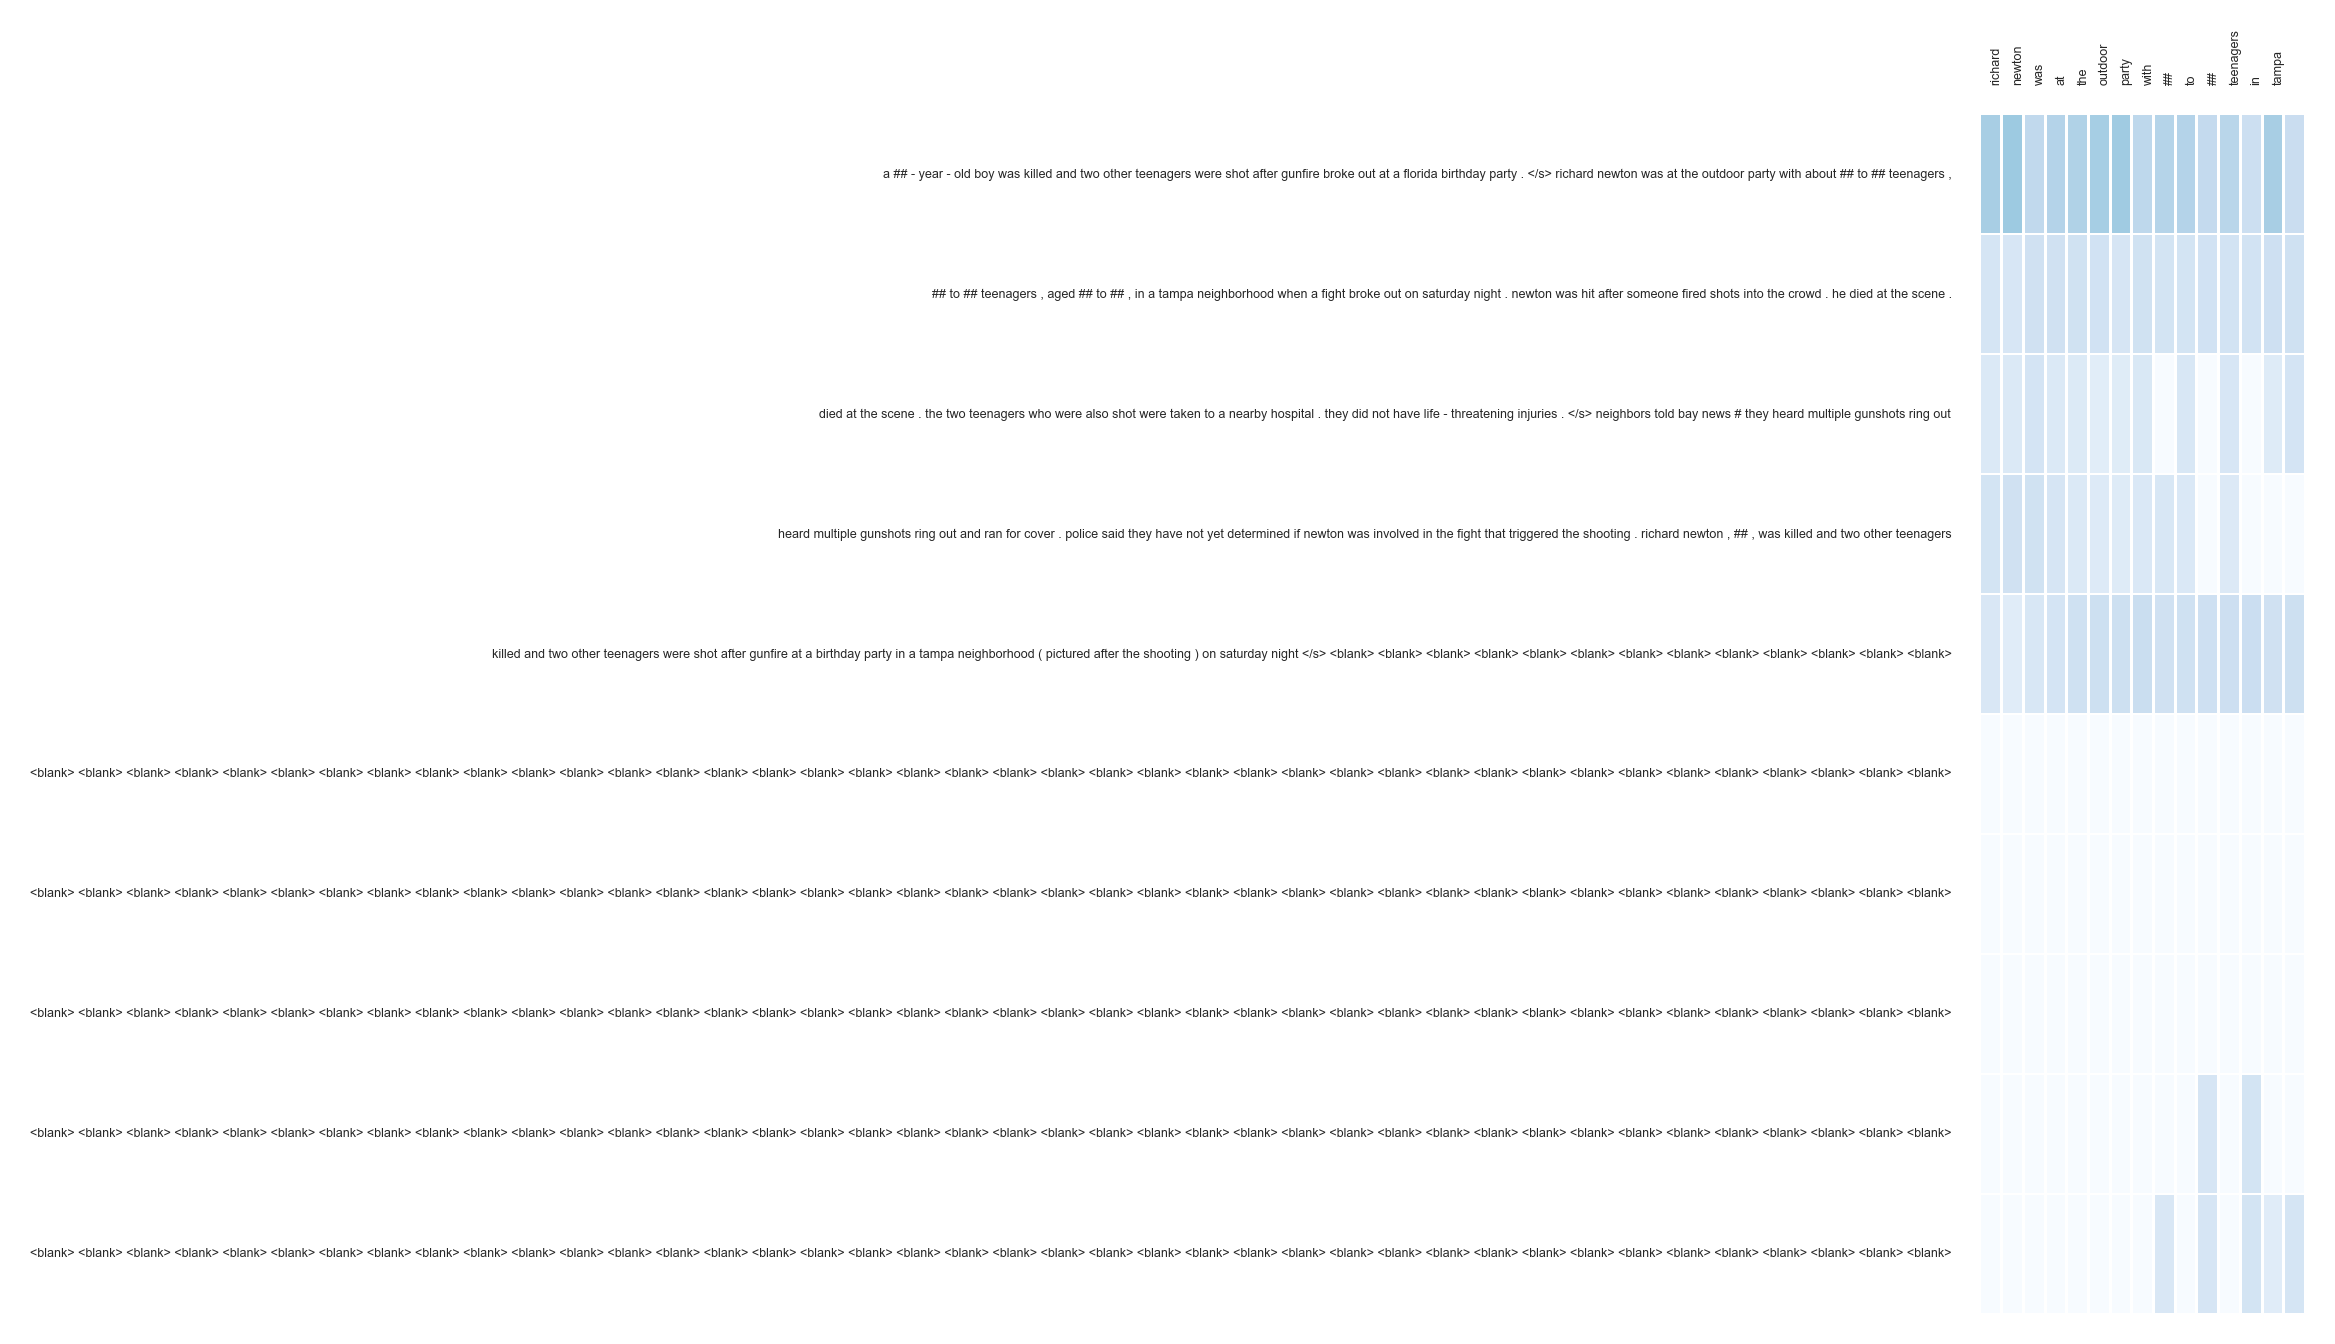 richard
newton
was
at
the
outdoor
party
with
##
to
##
teenagers
in
tampa
a ## - year - old boy was killed and two other teenagers were shot after gunfire broke out at a florida birthday party . </s> richard newton was at the outdoor party with about ## to ## teenagers ,
## to ## teenagers , aged ## to ## , in a tampa neighborhood when a fight broke out on saturday night . newton was hit after someone fired shots into the crowd . he died at the scene .
died at the scene . the two teenagers who were also shot were taken to a nearby hospital . they did not have life - threatening injuries . </s> neighbors told bay news # they heard multiple gunshots ring out
heard multiple gunshots ring out and ran for cover . police said they have not yet determined if newton was involved in the fight that triggered the shooting . richard newton , ## , was killed and two other teenagers
killed and two other teenagers were shot after gunfire at a birthday party in a tampa neighborhood ( pictured after the shooting ) on saturday night </s> <blank> <blank> <blank> <blank> <blank> <blank> <blank> <blank> <blank> <blank> <blank> <blank> <blank>
<blank> <blank> <blank> <blank> <blank> <blank> <blank> <blank> <blank> <blank> <blank> <blank> <blank> <blank> <blank> <blank> <blank> <blank> <blank> <blank> <blank> <blank> <blank> <blank> <blank> <blank> <blank> <blank> <blank> <blank> <blank> <blank> <blank> <blank> <blank> <blank> <blank> <blank> <blank> <blank>
<blank> <blank> <blank> <blank> <blank> <blank> <blank> <blank> <blank> <blank> <blank> <blank> <blank> <blank> <blank> <blank> <blank> <blank> <blank> <blank> <blank> <blank> <blank> <blank> <blank> <blank> <blank> <blank> <blank> <blank> <blank> <blank> <blank> <blank> <blank> <blank> <blank> <blank> <blank> <blank>
<blank> <blank> <blank> <blank> <blank> <blank> <blank> <blank> <blank> <blank> <blank> <blank> <blank> <blank> <blank> <blank> <blank> <blank> <blank> <blank> <blank> <blank> <blank> <blank> <blank> <blank> <blank> <blank> <blank> <blank> <blank> <blank> <blank> <blank> <blank> <blank> <blank> <blank> <blank> <blank>
<blank> <blank> <blank> <blank> <blank> <blank> <blank> <blank> <blank> <blank> <blank> <blank> <blank> <blank> <blank> <blank> <blank> <blank> <blank> <blank> <blank> <blank> <blank> <blank> <blank> <blank> <blank> <blank> <blank> <blank> <blank> <blank> <blank> <blank> <blank> <blank> <blank> <blank> <blank> <blank>
<blank> <blank> <blank> <blank> <blank> <blank> <blank> <blank> <blank> <blank> <blank> <blank> <blank> <blank> <blank> <blank> <blank> <blank> <blank> <blank> <blank> <blank> <blank> <blank> <blank> <blank> <blank> <blank> <blank> <blank> <blank> <blank> <blank> <blank> <blank> <blank> <blank> <blank> <blank> <blank>